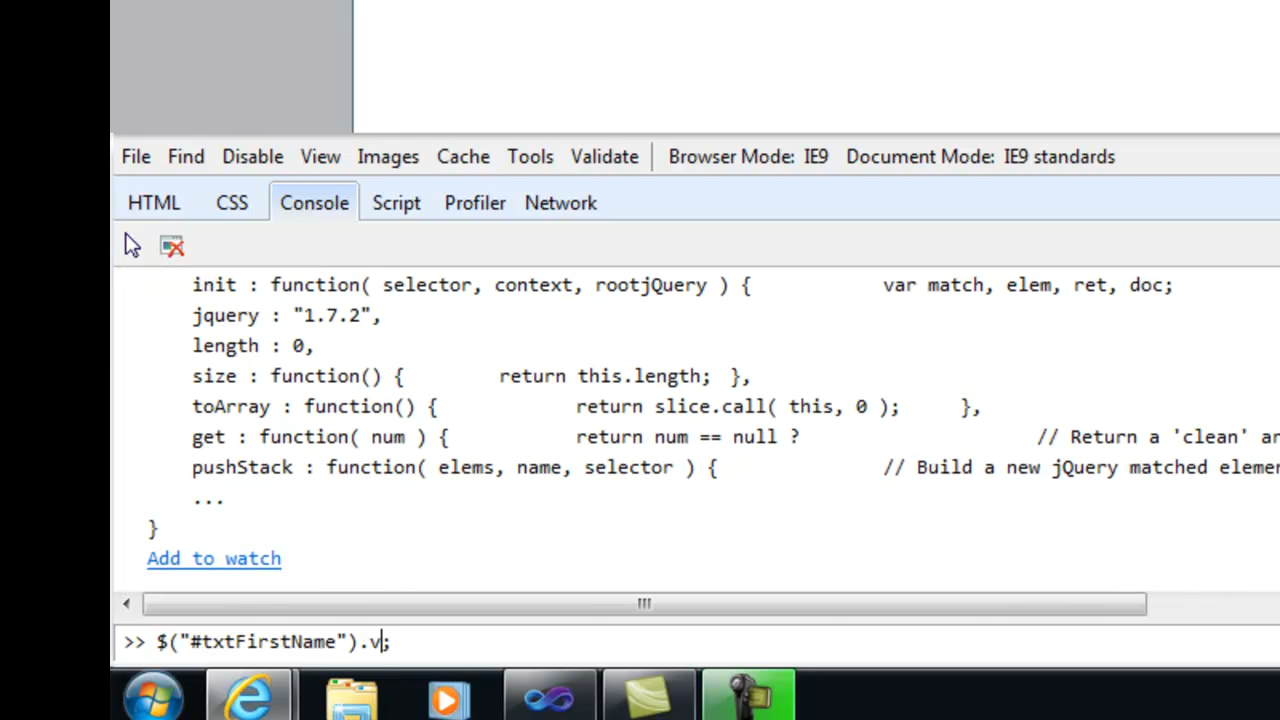 File Find Disable View Images Cache Tools Validate Browser Mode: IE9 Document Mode: IE9 standards
HTML CSS Console Script Profiler Network
init : function( selector, context, rootjQuery ) { var match, elem, ret, doc;
jquery : "1.7.2",
length : 0,
size : function() { return this.length; },
toArray : function() { return slice.call( this, 0 ); },
get : function( num ) { return num == null ? // Return a 'clean'
pushStack : function( elems, name, selector ) { // Build a new jQuery matched
...
}
Add to watch
>> $("#txtFirstName").v;